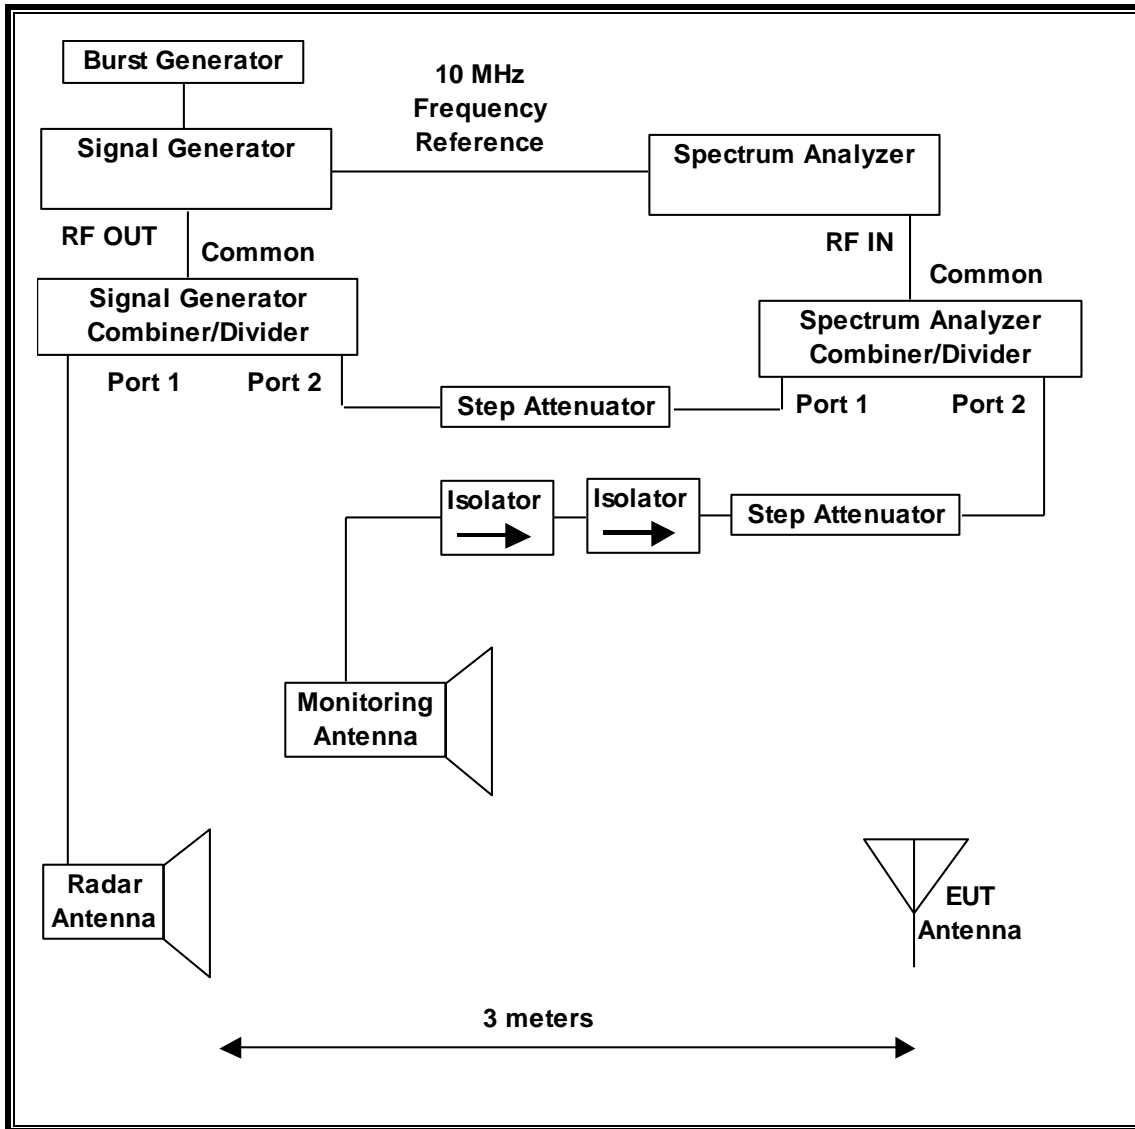 Burst Generator
10 MHz
Frequency
Reference
Signal Generator
Spectrum Analyzer
RF OUT
Common
RF IN
Common
Signal Generator
Combiner/Divider
Spectrum Analyzer
Combiner/Divider
Port 1
Port 2
Step Attenuator
Port 1
Port 2
Isolator
Isolator
Step Attenuator
Monitoring
Antenna
Radar
Antenna
EUT
Antenna
3 meters